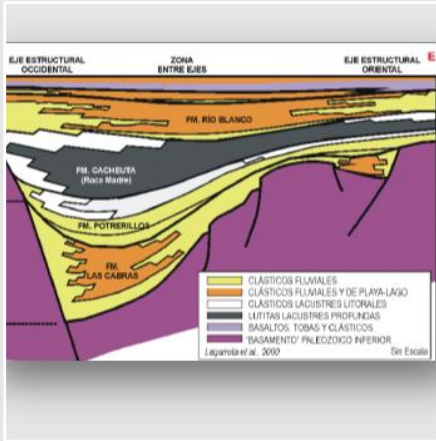 EJE ESTRUCTURAL
OCCIDENTAL
ZONA
ENTRE EJES
EJE ESTRUCTURAL
ORIENTAL
E
FM. RÍO BLANCO
FM. CACHEUTA
(Roca Madre)
FM. POTRERILLOS
FM.
LAS CABRAS
CLÁSTICOS FLUVIALES
CLÁSTICOS FLUVIALES Y DE PLAYA-LAGO
CLÁSTICOS LACUSTRES LITORALES
LUTITAS LACUSTRES PROFUNDAS
BASALTOS, TOBAS Y CLÁSTICOS
"BASAMENTO" PALEOZOICO INFERIOR
Legarreta et al., 2000
Sin Escala